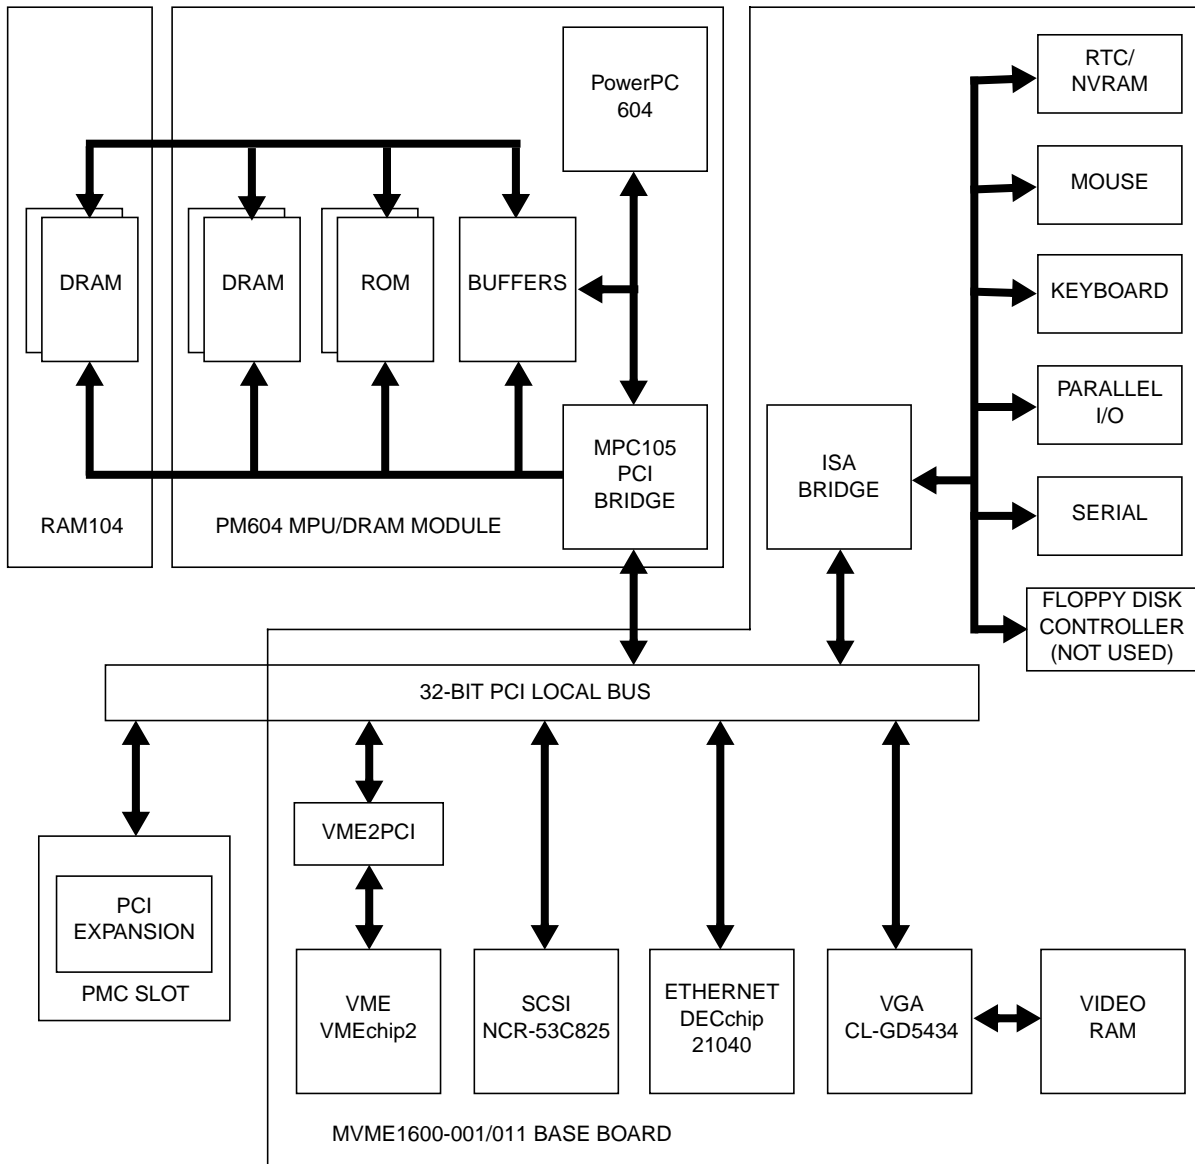 PowerPC
604
RTC/
NVRAM
MOUSE
DRAM
DRAM
ROM
BUFFERS
KEYBOARD
PARALLEL
I/O
MPC105
PCI
BRIDGE
ISA
BRIDGE
SERIAL
RAM104
PM604 MPU/DRAM MODULE
FLOPPY DISK
CONTROLLER
(NOT USED)
32-BIT PCI LOCAL BUS
VME2PCI
PCI
EXPANSION
PMC SLOT
VME
VMEchip2
SCSI
NCR-53C825
ETHERNET
DECchip
21040
VGA
CL-GD5434
VIDEO
RAM
MVME1600-001/011 BASE BOARD